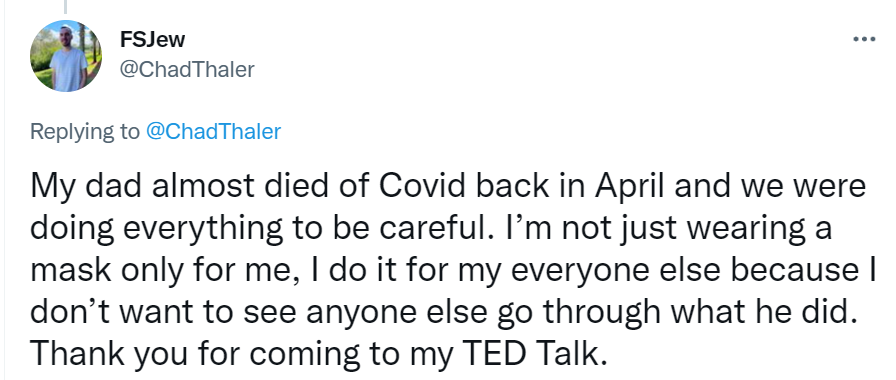 FSJew
@ChadThaler
Replying to @ChadThaler
My dad almost died of Covid back in April and we were
doing everything to be careful. I’m not just wearing a
mask only for me, I do it for my everyone else because I
don’t want to see anyone else go through what he did.
Thank you for coming to my TED Talk.